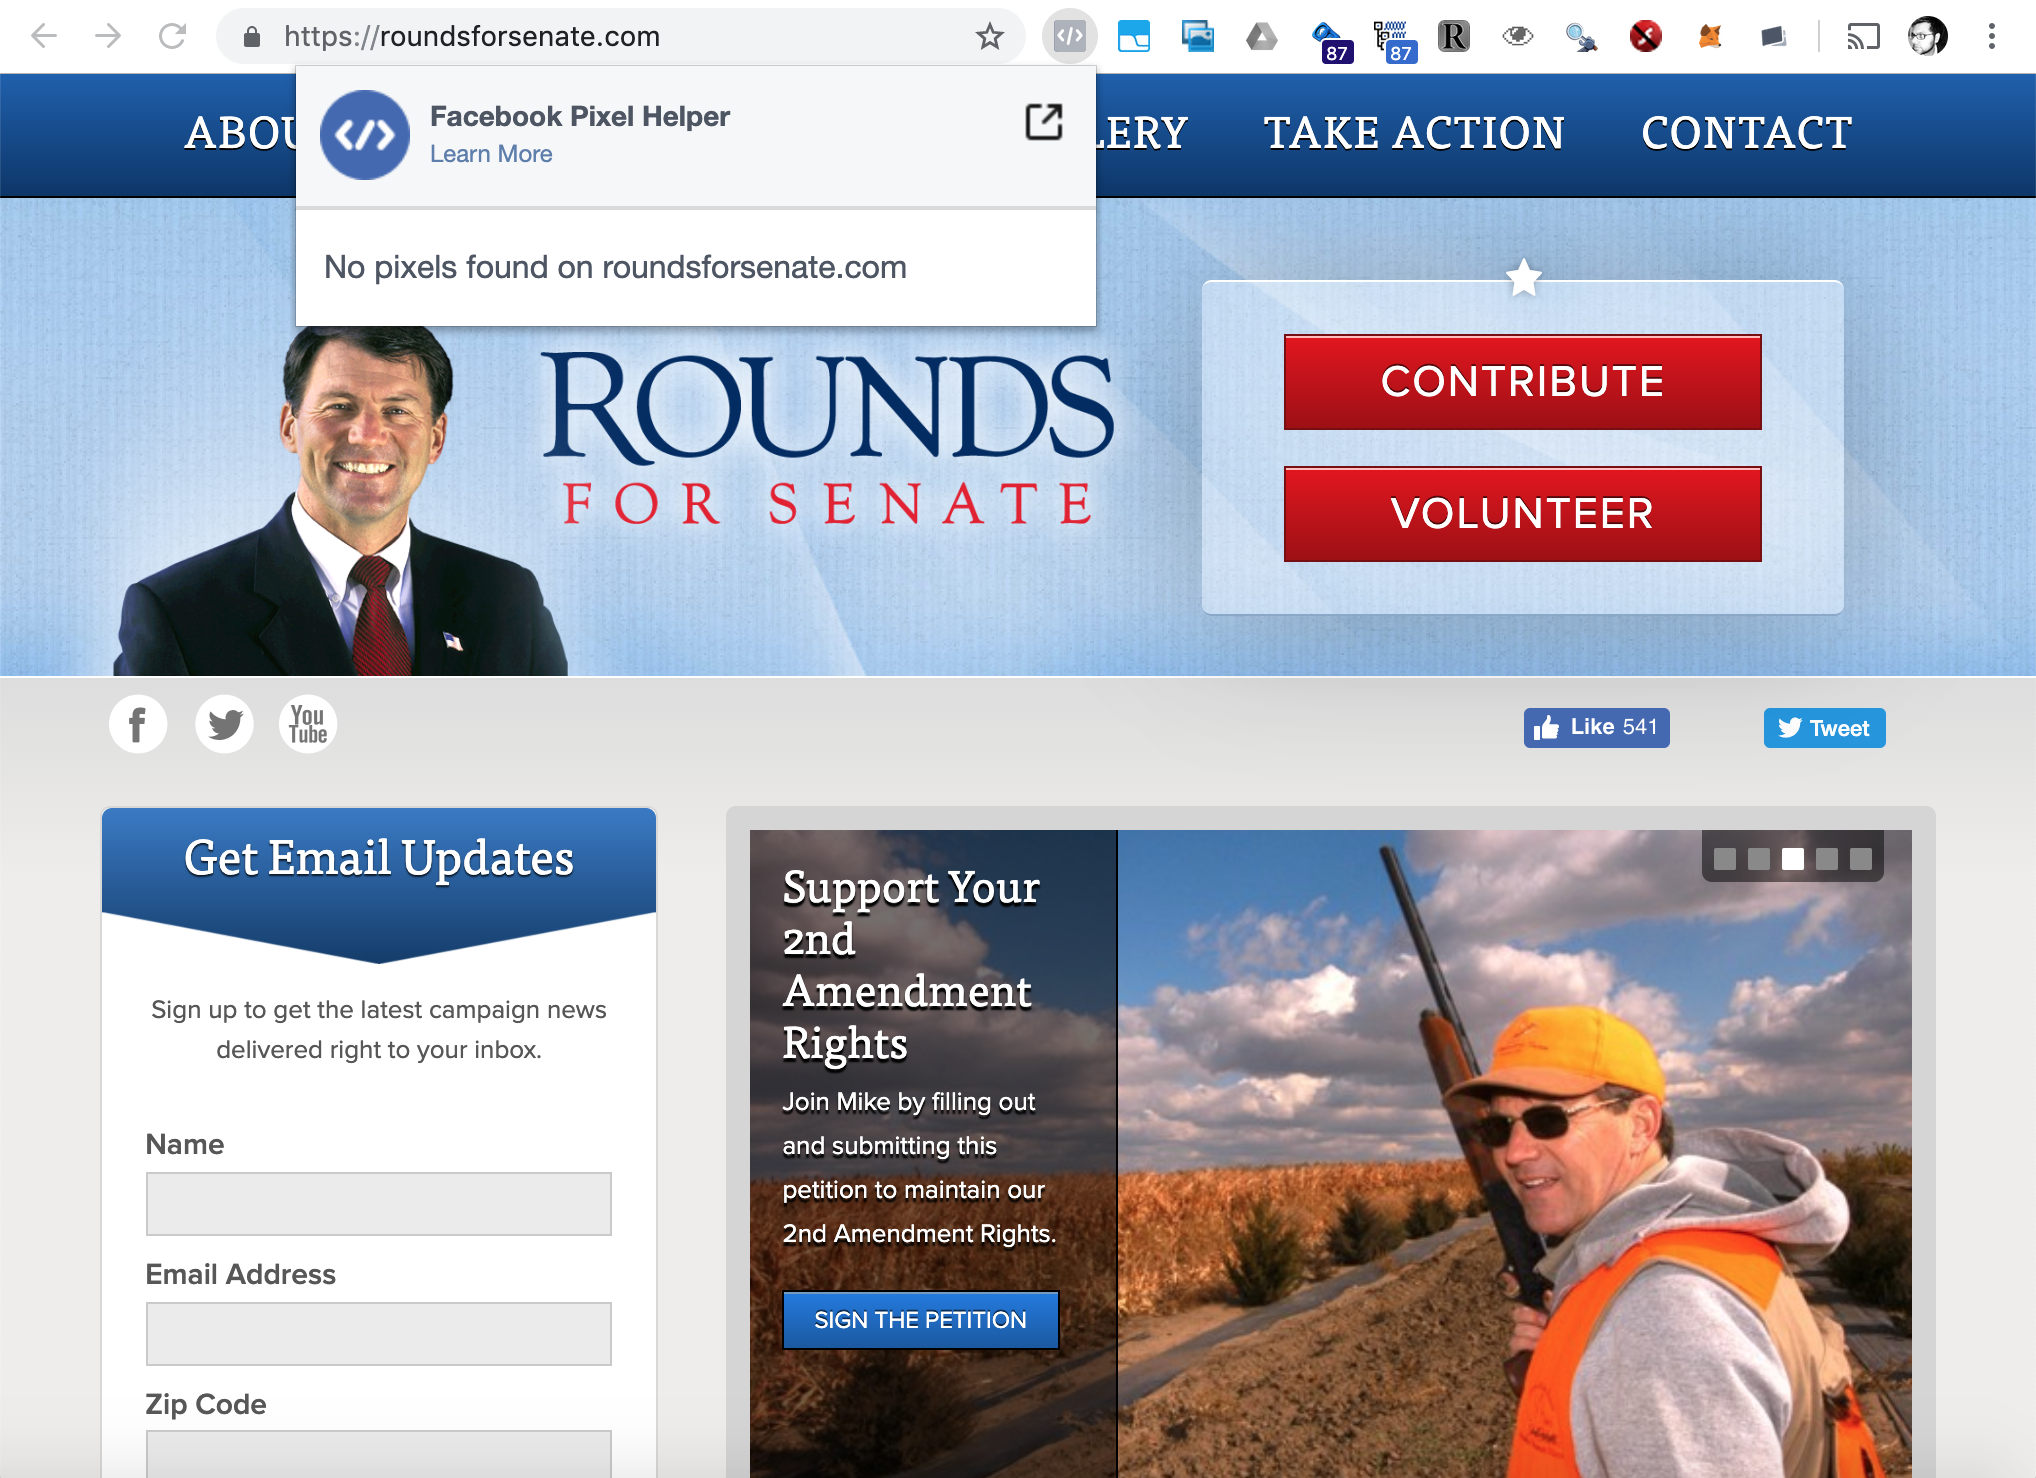 https://roundsforsenate.com
87
87
R
Facebook Pixel Helper
Learn More
No pixels found on roundsforsenate.com
TAKE ACTION
CONTACT
ROUNDS
FOR SENATE
CONTRIBUTE
VOLUNTEER
f
You
Tube
Like 541
Tweet
Get Email Updates
Sign up to get the latest campaign news
delivered right to your inbox.
Name
Email Address
Zip Code
Support Your
2nd
Amendment
Rights
Join Mike by filling out
and submitting this
petition to maintain our
2nd Amendment Rights.
SIGN THE PETITION